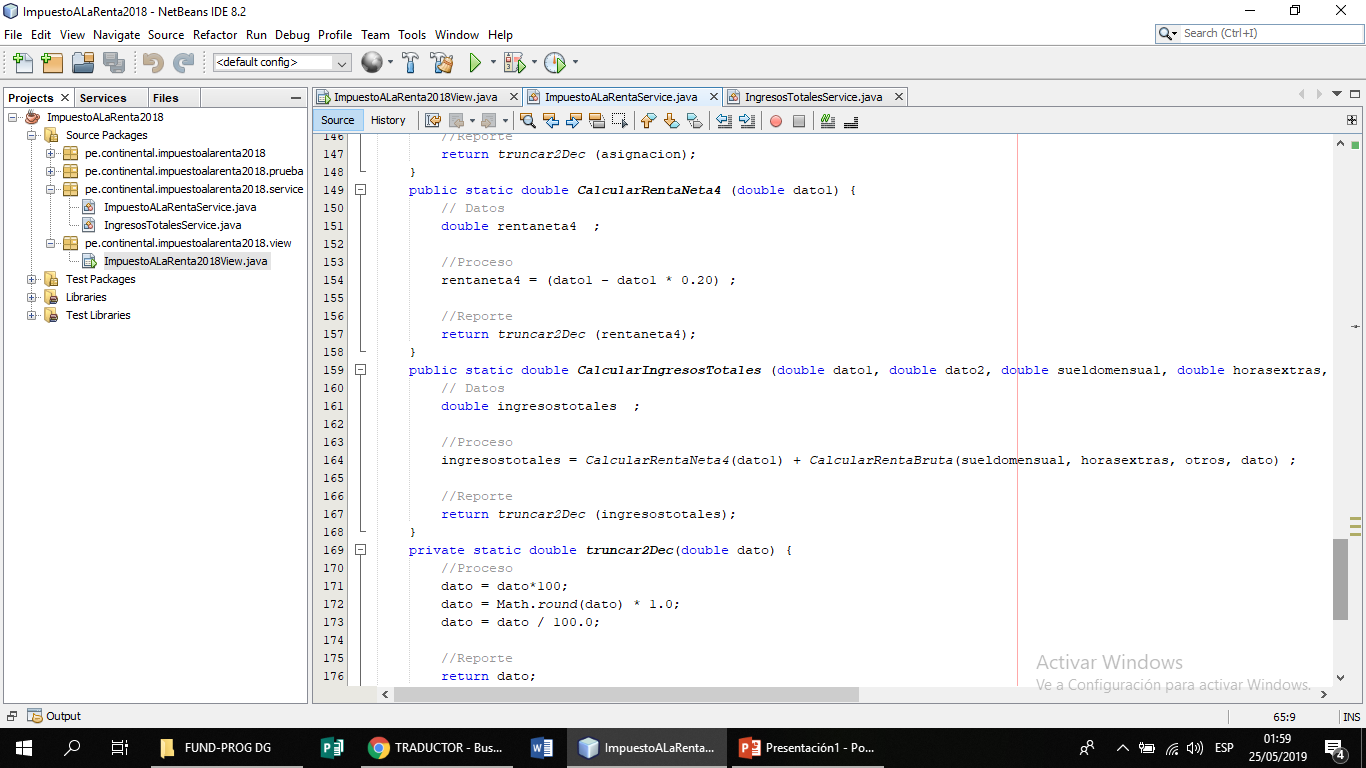 ImpuestoALaRenta2018 - NetBeans IDE 8.2
File Edit View Navigate Source Refactor Run Debug Profile Team Tools Window Help
Search (Ctrl+I)
<default config>
Projects Services Files
ImpuestoALaRenta2018
Source Packages
pe.continental.impuestoalarenta2018
pe.continental.impuestoalarenta2018.prueba
pe.continental.impuestoalarenta2018.service
ImpuestoALaRentaService.java
IngresosTotalesService.java
pe.continental.impuestoalarenta2018.view
ImpuestoALaRenta2018View.java
Test Packages
Libraries
Test Libraries
ImpuestoALaRenta2018View.java ImpuestoALaRentaService.java IngresosTotalesService.java
Source History
146 //Reporte
147 return truncar2Dec (asignacion);
148 }
149 public static double CalcularRentaNeta4 (double dato1) {
150 // Datos
151 double rentaneta4 ;
152
153 //Proceso
154 rentaneta4 = (dato1 - dato1 * 0.20) ;
155
156 //Reporte
157 return truncar2Dec (rentaneta4);
158 }
159 public static double CalcularIngresosTotales (double dato1, double dato2, double sueldomensual, double horasextras,
160 // Datos
161 double ingresostotales ;
162
163 //Proceso
164 ingresostotales = CalcularRentaNeta4(dato1) + CalcularRentaBruta(sueldomensual, horasextras, otros, dato) ;
165
166 //Reporte
167 return truncar2Dec (ingresostotales);
168 }
169 private static double truncar2Dec(double dato) {
170 //Proceso
171 dato = dato*100;
172 dato = Math.round(dato) * 1.0;
173 dato = dato / 100.0;
174
175 //Reporte
176 return dato;
Activar Windows
Ve a Configuración para activar Windows.
Output
65:9 INS
FUND-PROG DG
TRADUCTOR - Bus...
ImpuestoALaRenta...
Presentación1 - Po...
ESP
01:59
25/05/2019
4